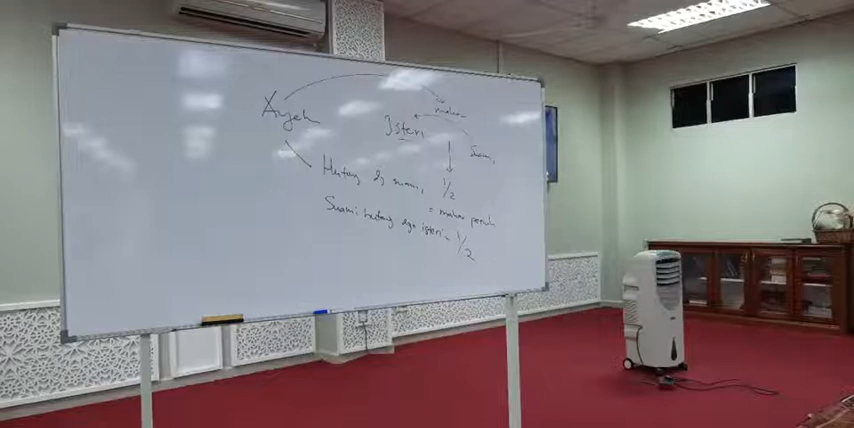 Ayah
mahar
Isteri
Suami
Hutang dg suami 1/2
= mahar penuh
Suami hutang dgn isteri = 1/2